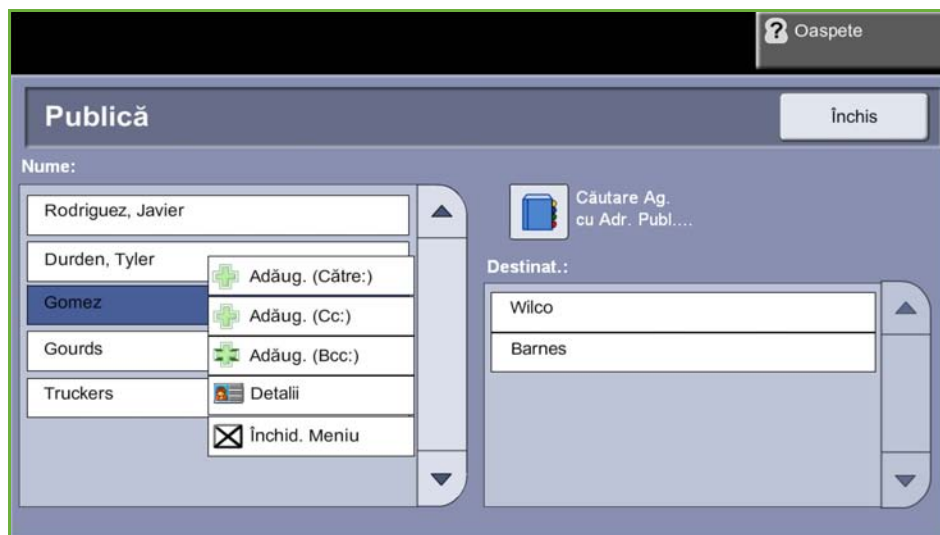 Oaspete
Publică
Închis
Nume:
Rodriguez, Javier
Durden, Tyler
Gomez
Gourds
Truckers
Adăug. (Către:)
Adăug. (Cc:)
Adăug. (Bcc:)
Detalii
Închid. Meniu
Căutare Ag.
cu Adr. Publ....
Destinat.:
Wilco
Barnes